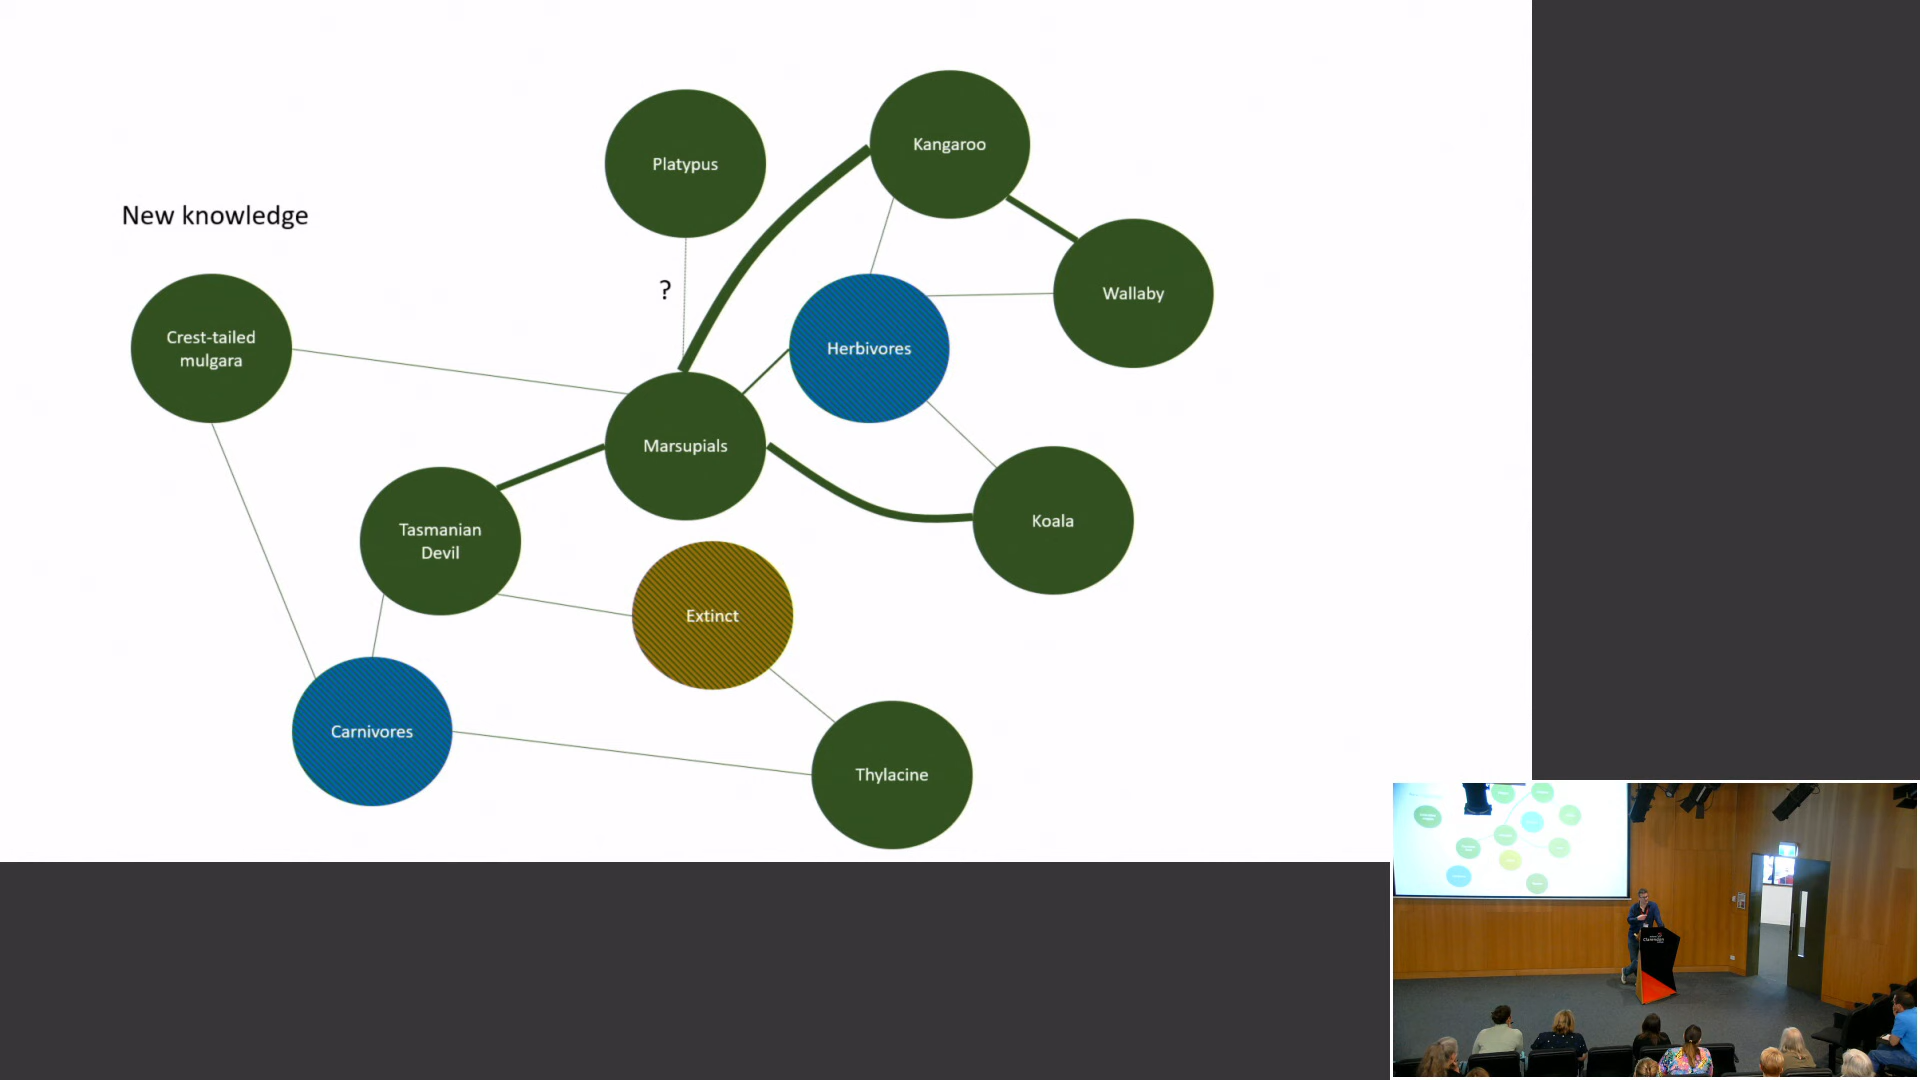 New knowledge
Platypus
Kangaroo
?
Wallaby
Crest-tailed
mulgara
Herbivores
Marsupials
Koala
Tasmanian
Devil
Extinct
Carnivores
Thylacine